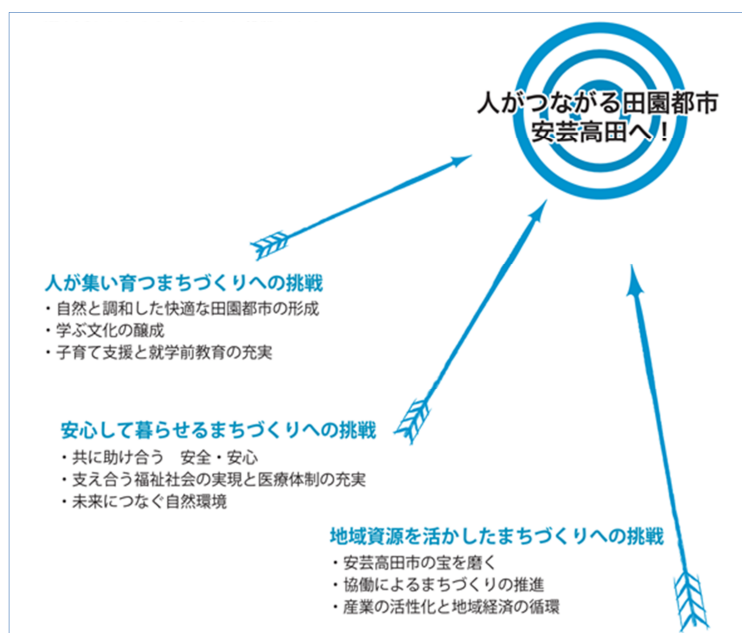 人がつながる田園都市
安芸高田へ！
人が集い育つまちづくりへの挑戦
・自然と調和した快適な田園都市の形成
・学ぶ文化の醸成
・子育て支援と就学前教育の充実
安心して暮らせるまちづくりへの挑戦
・共に助け合う　安全・安心
・支え合う福祉社会の実現と医療体制の充実
・未来につなぐ自然環境
地域資源を活かしたまちづくりへの挑戦
・安芸高田市の宝を磨く
・協働によるまちづくりの推進
・産業の活性化と地域経済の循環